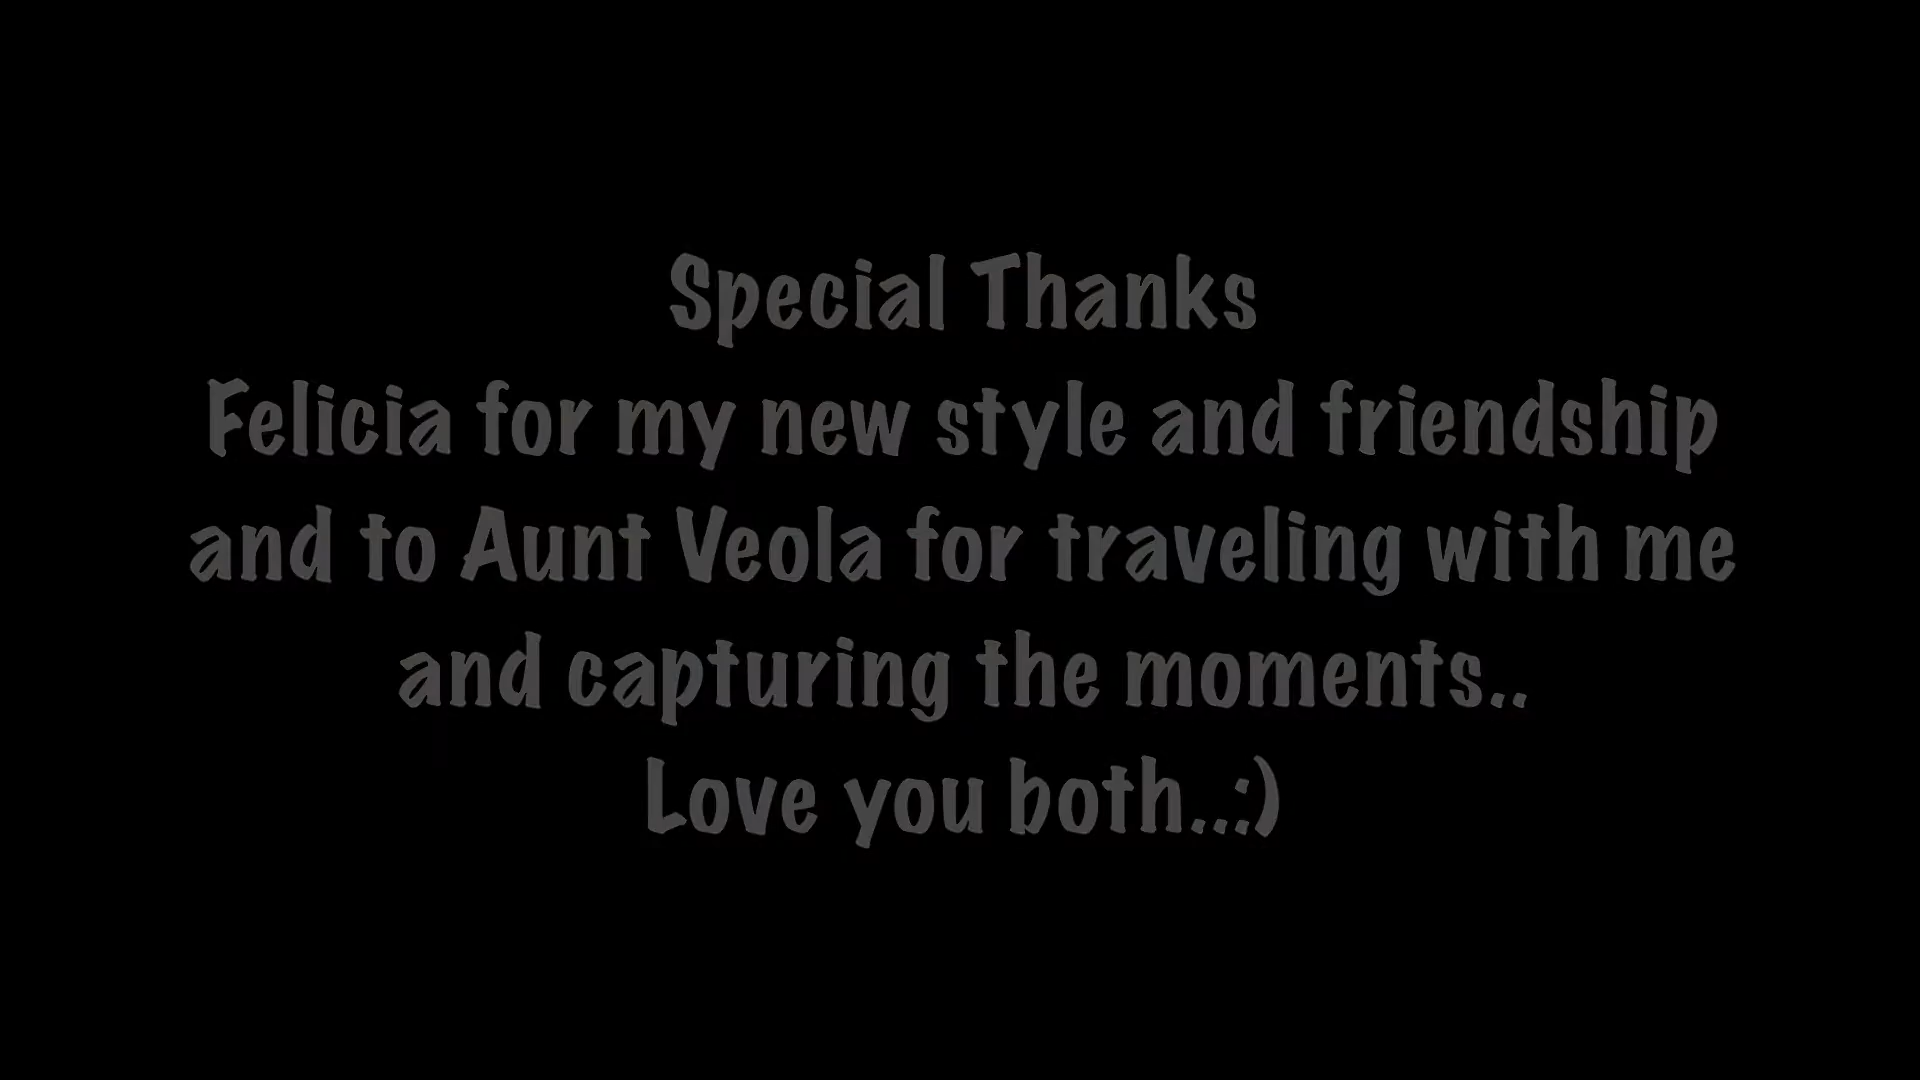 Special Thanks
Felicia for my new style and friendship
and to Aunt Veola for traveling with me
and capturing the moments..
Love you both..:)